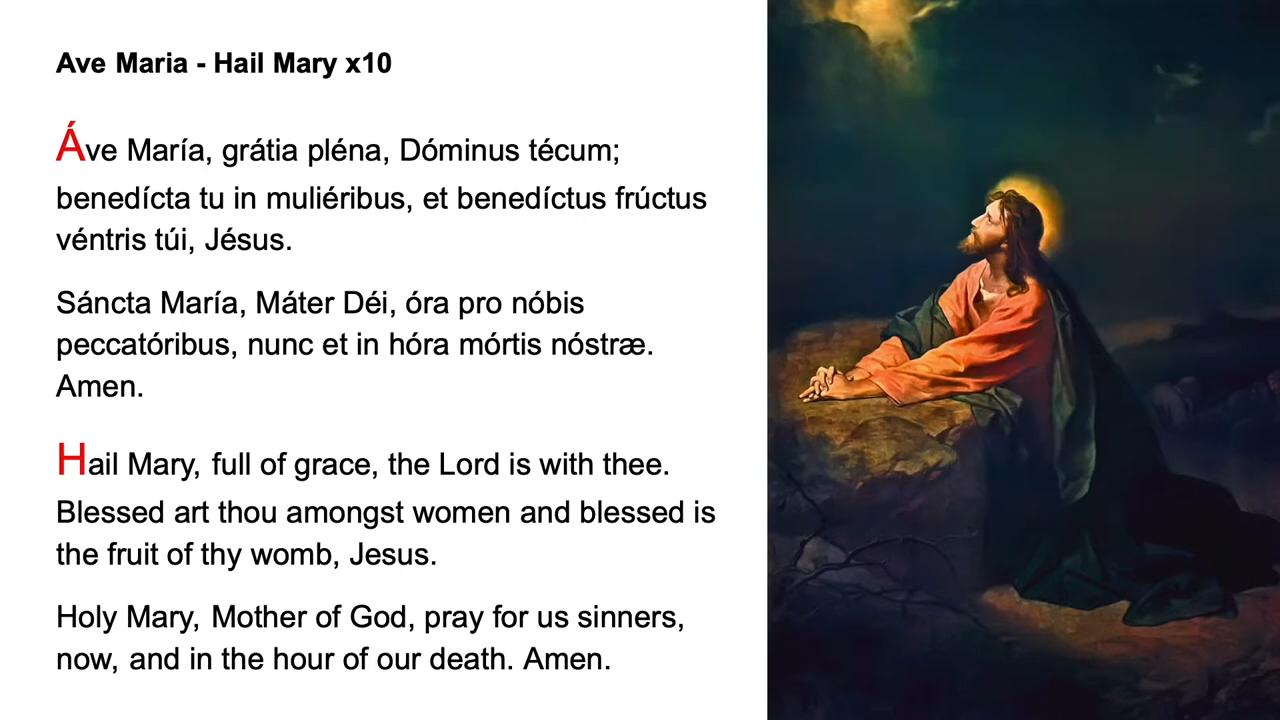 Ave Maria - Hail Mary x10
Áve María, grátia pléna, Dóminus técum;
benedícta tu in muliéribus, et benedíctus frúctus
véntris túi, Jésus.
Sáncta María, Máter Déi, óra pro nóbis
peccatóribus, nunc et in hóra mórtis nóstræ.
Amen.
Hail Mary, full of grace, the Lord is with thee.
Blessed art thou amongst women and blessed is
the fruit of thy womb, Jesus.
Holy Mary, Mother of God, pray for us sinners,
now, and in the hour of our death. Amen.